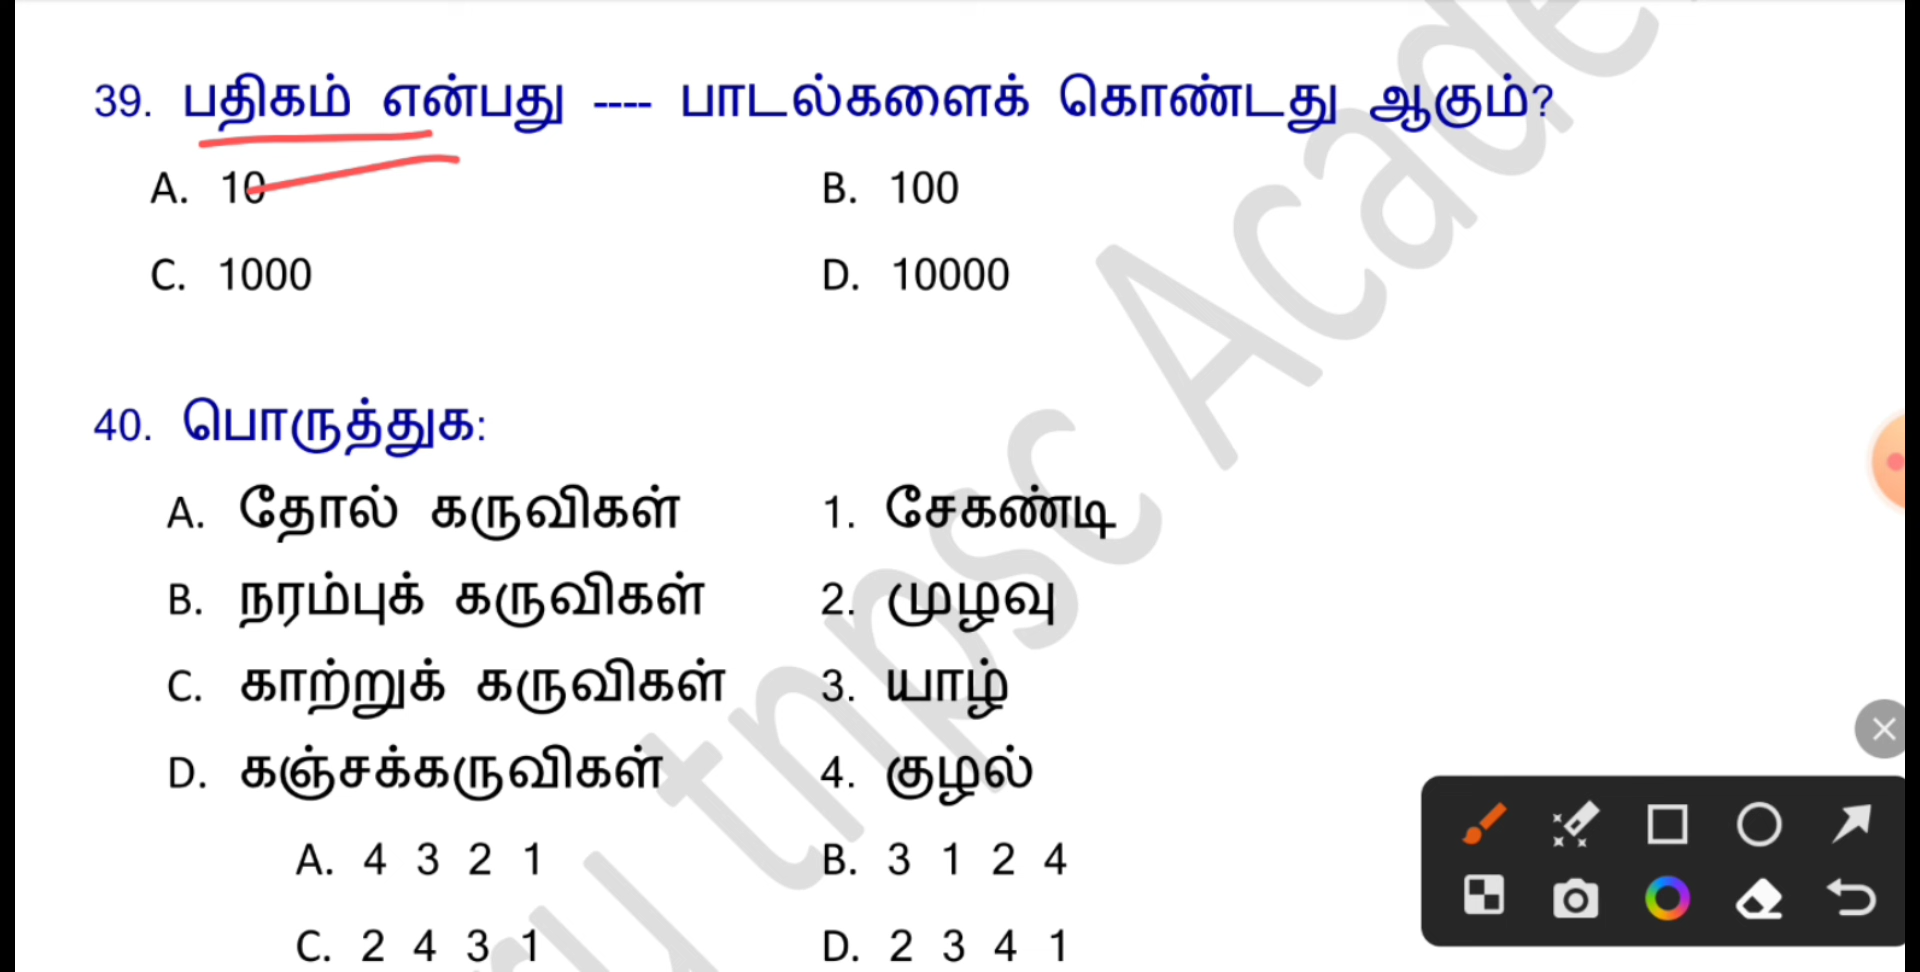 39. பதிகம் என்பது ---- பாடல்களைக் கொண்டது ஆகும்?
A. 10 B. 100
C. 1000 D. 10000
40. பொருத்துக:
A. தோல் கருவிகள் 1. சேகண்டி
B. நரம்புக் கருவிகள் 2. முழவு
C. காற்றுக் கருவிகள் 3. யாழ்
D. கஞ்சக்கருவிகள் 4. குழல்
A. 4 3 2 1 B. 3 1 2 4
C. 2 4 3 1 D. 2 3 4 1
tnpsc Acade